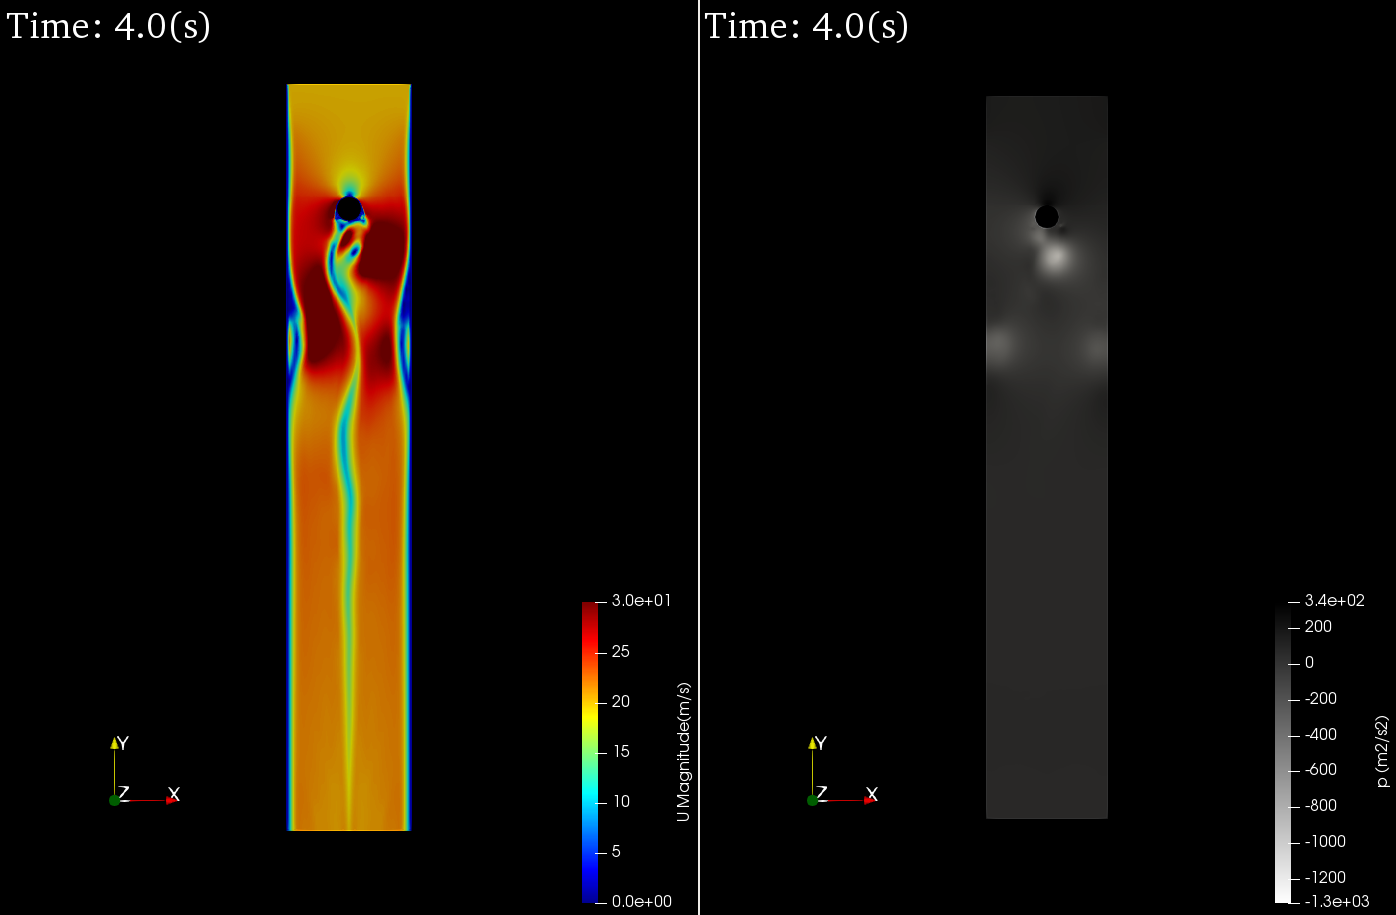 Time: 4.0(s)
3.0e+01
25
20
15
10
5
0.0e+00
U Magnitude(m/s)
Y
Z
X
Time: 4.0(s)
3.4e+02
200
0
-200
-400
-600
-800
-1000
-1200
-1.3e+03
p (m2/s2)
Y
Z
X